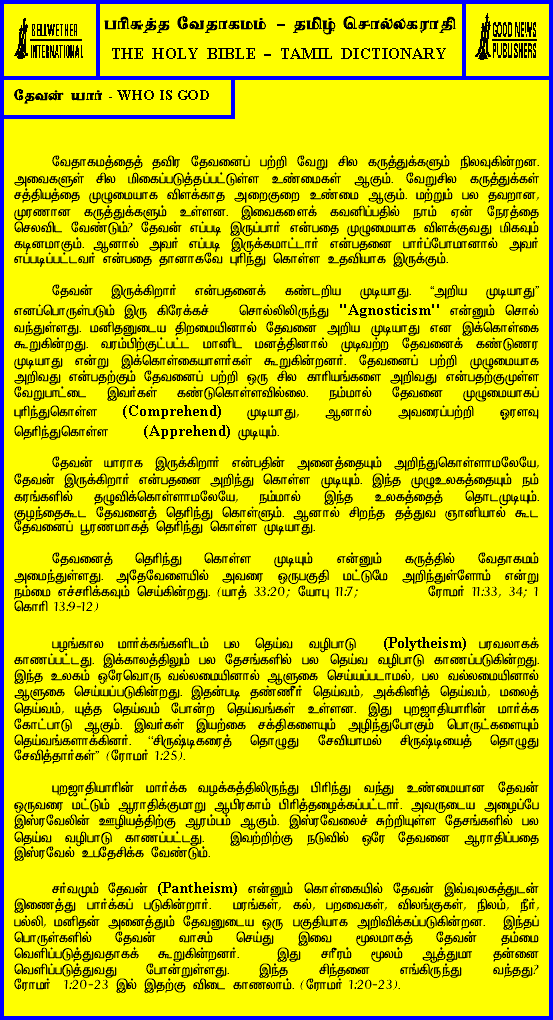 BELLWETHER
INTERNATIONAL
பரிசுத்த வேதாகமம் – தமிழ் சொல்லகராதி
THE HOLY BIBLE – TAMIL DICTIONARY
GOOD NEWS
PUBLISHERS
தேவன் யார் - WHO IS GOD
வேதாகமத்தைத் தவிர தேவனைப் பற்றி வேறு சில கருத்துக்களும் நிலவுகின்றன.
அவைகளுள் சில மிகைப்படுத்தப்பட்டுள்ள உண்மைகள் ஆகும். வேறுசில கருத்துக்கள்
சத்தியத்தை முழுமையாக விளக்காத அறைகுறை உண்மை ஆகும். மற்றும் பல தவறான,
முரணான கருத்துக்களும் உள்ளன. இவைகளைக் கவனிப்பதில் நாம் ஏன் நேரத்தை
செலவிட வேண்டும்? தேவன் எப்படி இருப்பார் என்பதை முழுமையாக விளக்குவது மிகவும்
கடினமாகும். ஆனால் அவர் எப்படி இருக்கமாட்டார் என்பதனை பார்ப்போமானால் அவர்
எப்படிப்பட்டவர் என்பதை தானாகவே புரிந்து கொள்ள உதவியாக இருக்கும்.
தேவன் இருக்கிறார் என்பதனைக் கண்டறிய முடியாது. “அறிய முடியாது”
எனப்பொருள்படும் இரு கிரேக்கச் சொல்லிலிருந்து "Agnosticism" என்னும் சொல்
வந்துள்ளது. மனிதனுடைய திறமையினால் தேவனை அறிய முடியாது என இக்கொள்கை
கூறுகின்றது. வரம்பிற்குட்பட்ட மானிட மனத்தினால் முடிவற்ற தேவனைக் கண்டுணர
முடியாது என்று இக்கொள்கையாளர்கள் கூறுகின்றனர். தேவனைப் பற்றி முழுமையாக
அறிவது என்பதற்கும் தேவனைப் பற்றி ஒரு சில காரியங்களை அறிவது என்பதற்குமுள்ள
வேறுபாட்டை இவர்கள் கண்டுகொள்ளவில்லை. நம்மால் தேவனை முழுமையாகப்
புரிந்துகொள்ள (Comprehend) முடியாது, ஆனால் அவரைப்பற்றி ஓரளவு
தெரிந்துகொள்ள (Apprehend) முடியும்.
தேவன் யாராக இருக்கிறார் என்பதின் அனைத்தையும் அறிந்துகொள்ளாமலேயே,
தேவன் இருக்கிறார் என்பதனை அறிந்து கொள்ள முடியும். இந்த முழுஉலகத்தையும் நம்
கரங்களில் தழுவிக்கொள்ளாமலேயே, நம்மால் இந்த உலகத்தைத் தொடமுடியும்.
குழந்தைகூட தேவனைத் தெரிந்து கொள்ளும். ஆனால் சிறந்த தத்துவ ஞானியால் கூட
தேவனைப் பூரணமாகத் தெரிந்து கொள்ள முடியாது.
தேவனைத் தெரிந்து கொள்ள முடியும் என்னும் கருத்தில் வேதாகமம்
அமைந்துள்ளது. அதேவேளையில் அவரை ஒருபகுதி மட்டுமே அறிந்துள்ளோம் என்று
நம்மை எச்சரிக்கவும் செய்கின்றது. (யாத் 33:20; யோபு 11:7; ரோமர் 11:33, 34; 1
கொரி 13:9-12)
பழங்கால மார்க்கங்களிடம் பல தெய்வ வழிபாடு (Polytheism) பரவலாகக்
காணப்பட்டது. இக்காலத்திலும் பல தேசங்களில் பல தெய்வ வழிபாடு காணப்படுகின்றது.
இந்த உலகம் ஒரேவொரு வல்லமையினால் ஆளுகை செய்யப்படாமல், பல வல்லமையினால்
ஆளுகை செய்யப்படுகின்றது. இதன்படி தண்ணீர் தெய்வம், அக்கினித் தெய்வம், மலைத்
தெய்வம், யுத்த தெய்வம் போன்ற தெய்வங்கள் உள்ளன. இது புறஜாதியாரின் மார்க்க
கோட்பாடு ஆகும். இவர்கள் இயற்கை சக்திகளையும் அழிந்துபோகும் பொருட்களையும்
தெய்வங்களாக்கினர். “சிருஷ்டிகரைத் தொழுது சேவியாமல் சிருஷ்டியைத் தொழுது
சேவித்தார்கள்” (ரோமர் 1:25).
புறஜாதியாரின் மார்க்க வழக்கத்திலிருந்து பிரிந்து வந்து உண்மையான தேவன்
ஒருவரை மட்டும் ஆராதிக்குமாறு ஆபிரகாம் பிரித்தழைக்கப்பட்டார். அவருடைய அழைப்பே
இஸ்ரவேலின் ஊழியத்திற்கு ஆரம்பம் ஆகும். இஸ்ரவேலைச் சுற்றியுள்ள தேசங்களில் பல
தெய்வ வழிபாடு காணப்பட்டது. இவற்றிற்கு நடுவில் ஒரே தேவனை ஆராதிப்பதை
இஸ்ரவேல் உபதேசிக்க வேண்டும்.
சர்வமும் தேவன் (Pantheism) என்னும் கொள்கையில் தேவன் இவ்வுலகத்துடன்
இணைத்து பார்க்கப் படுகின்றார். மரங்கள், கல், பறவைகள், விலங்குகள், நிலம், நீர்,
பல்லி, மனிதன் அனைத்தும் தேவனுடைய ஒரு பகுதியாக அறிவிக்கப்படுகின்றன. இந்தப்
பொருள்களில் தேவன் வாசம் செய்து இவை மூலமாகத் தேவன் தம்மை
வெளிப்படுத்துவதாகக் கூறுகின்றனர். இது சரீரம் மூலம் ஆத்துமா தன்னை
வெளிப்படுத்துவது போன்றுள்ளது. இந்த சிந்தனை எங்கிருந்து வந்தது?
ரோமர் 1:20-23 இல் இதற்கு விடை காணலாம். (ரோமர் 1:20-23).